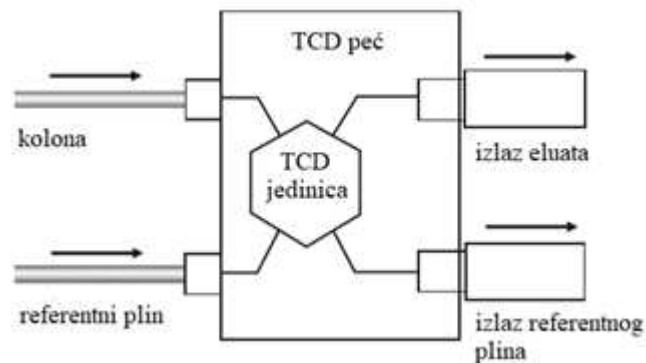 TCD peć
kolona
TCD
jedinica
izlaz eluata
referentni plin
izlaz referentnog
plina